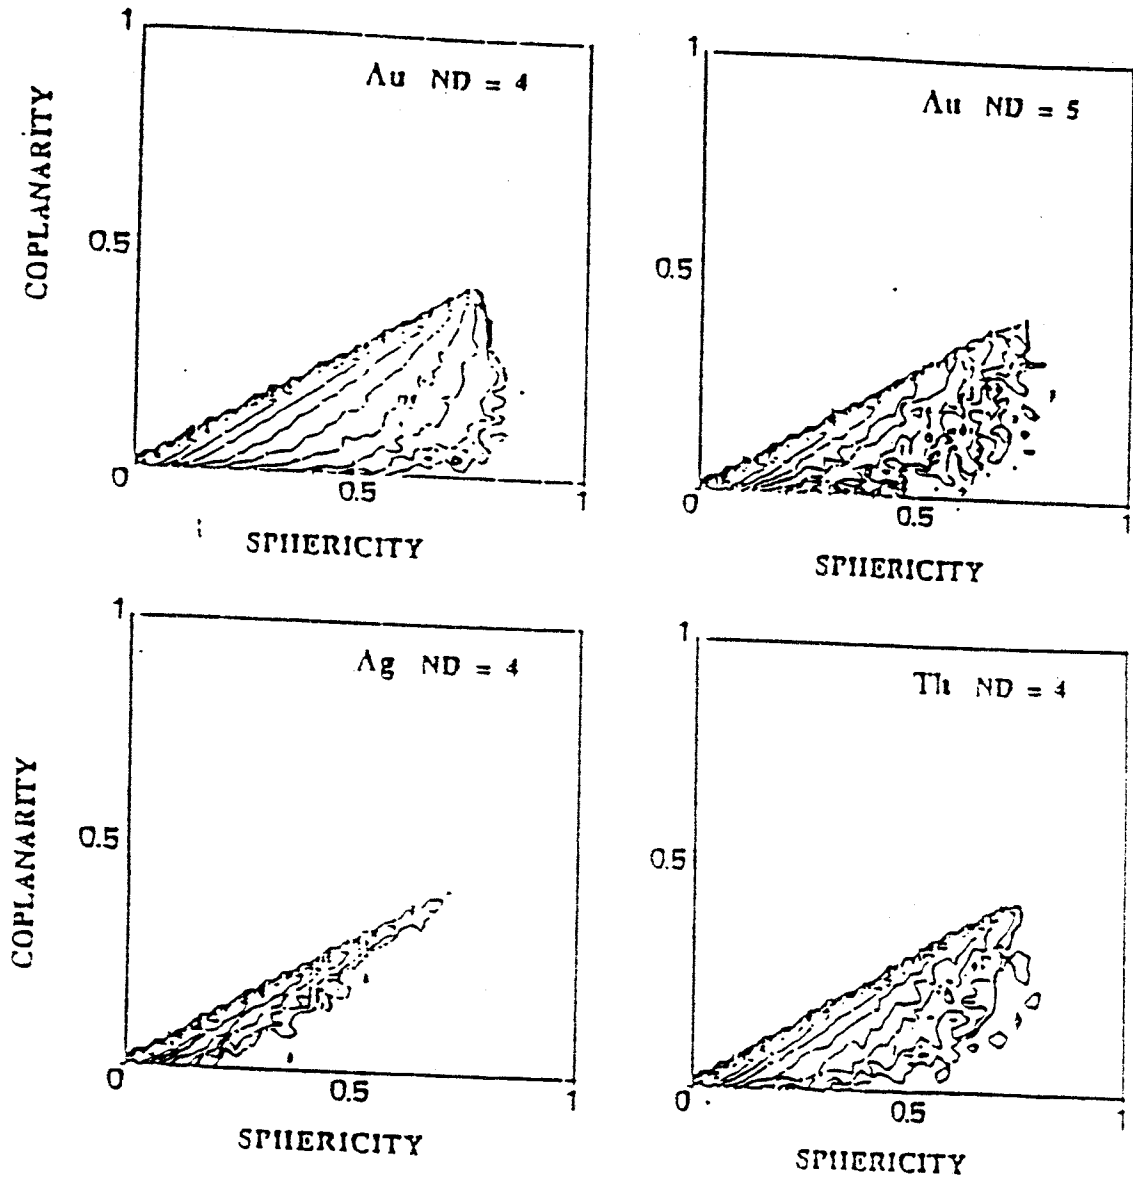 1
Au ND = 4
COPLANARITY
0.5
0
0.5
1
SPHERICITY
1
Au ND = 5
0.5
0
0.5
1
SPHERICITY
1
Ag ND = 4
COPLANARITY
0.5
0
0.5
1
SPHERICITY
1
Th ND = 4
0.5
0
0.5
1
SPHERICITY